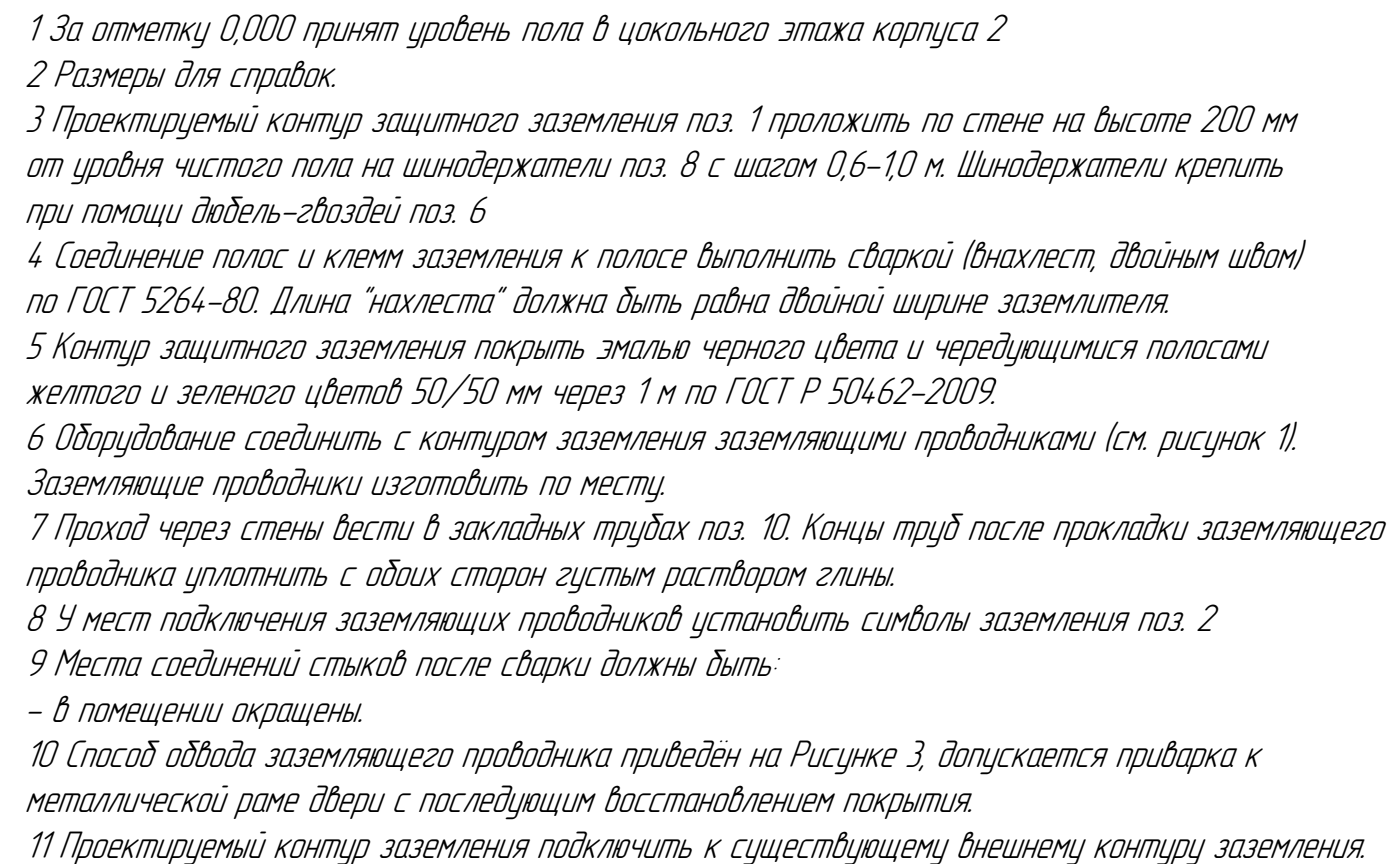 1 За отметку 0,000 принят уровень пола в цокольного этажа корпуса 2
2 Размеры для справок.
3 Проектируемый контур защитного заземления поз. 1 проложить по стене на высоте 200 мм
от уровня чистого пола на шинодержатели поз. 8 с шагом 0,6-1,0 м. Шинодержатели крепить
при помощи дюбель-гвоздей поз. 6
4 Соединение полос и клемм заземления к полосе выполнить сваркой (внахлест, двойным швом)
по ГОСТ 5264-80. Длина "нахлеста" должна быть равна двойной ширине заземлителя.
5 Контур защитного заземления покрыть эмалью черного цвета и чередующимися полосами
желтого и зеленого цветов 50/50 мм через 1 м по ГОСТ Р 50462-2009.
6 Оборудование соединить с контуром заземления заземляющими проводниками (см. рисунок 1).
Заземляющие проводники изготовить по месту.
7 Проход через стены вести в закладных трубах поз. 10. Концы труб после прокладки заземляющего
проводника уплотнить с обоих сторон густым раствором глины.
8 У мест подключения заземляющих проводников установить символы заземления поз. 2
9 Места соединений стыков после сварки должны быть:
- в помещении окращены.
10 Способ обвода заземляющего проводника приведён на Рисунке 3, допускается приварка к
металлической раме двери с последующим восстановлением покрытия.
11 Проектируемый контур заземления подключить к существующему внешнему контуру заземления.